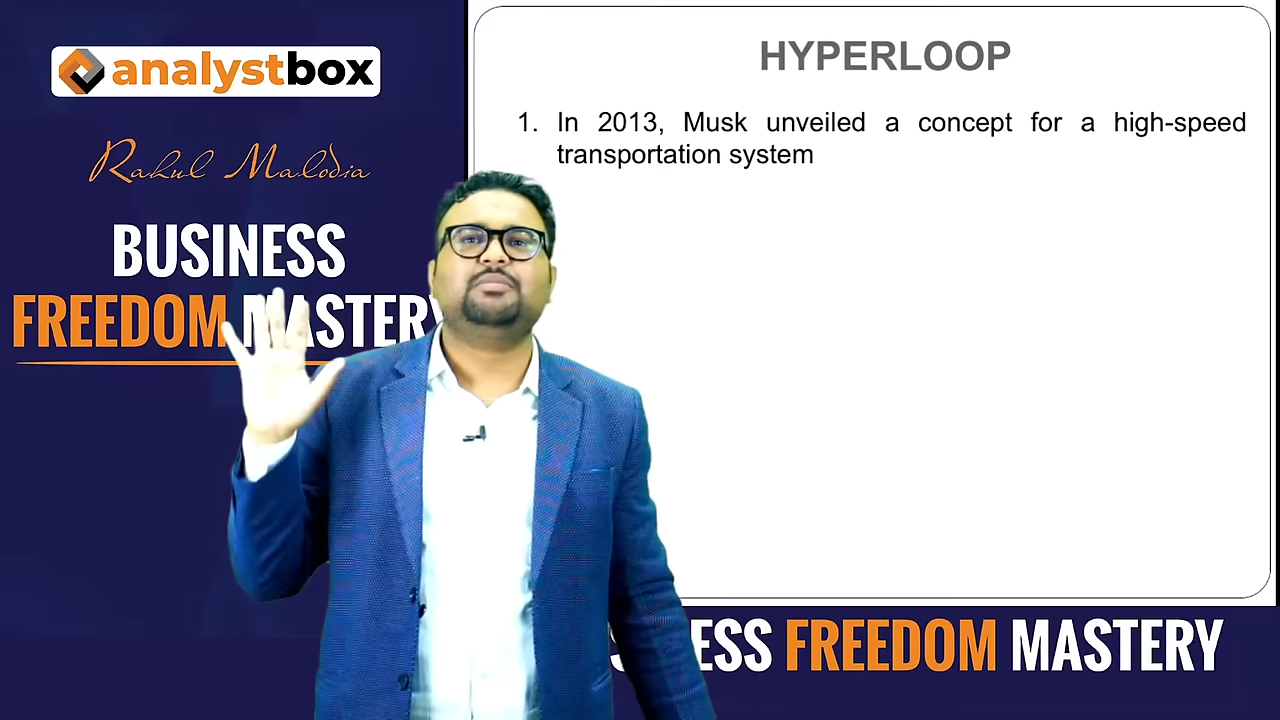 analystbox
Rahul Malodia
BUSINESS
FREEDOM MASTERY
HYPERLOOP
1. In 2013, Musk unveiled a concept for a high-speed
transportation system
FREEDOM MASTERY